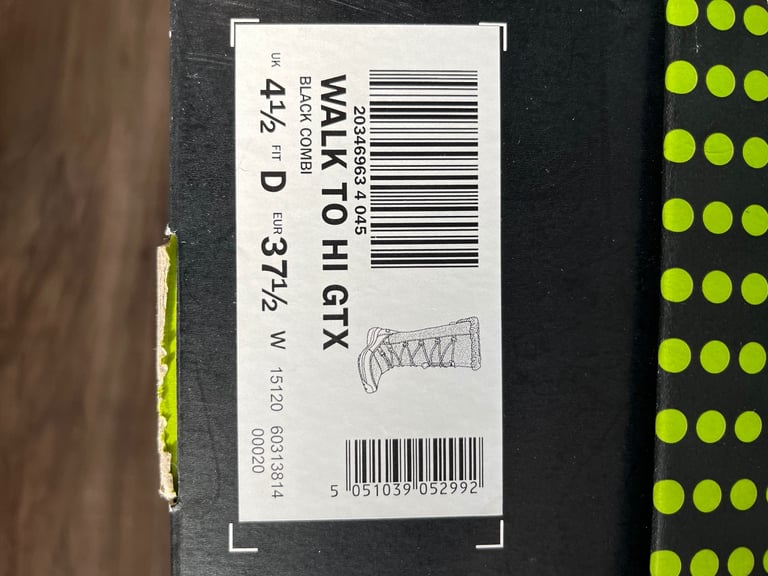 20346963 4 045
WALK TO HI GTX
BLACK COMBI
UK 4½ FIT D EUR 37½ W 15120 60313814
00020
5 051039 052992